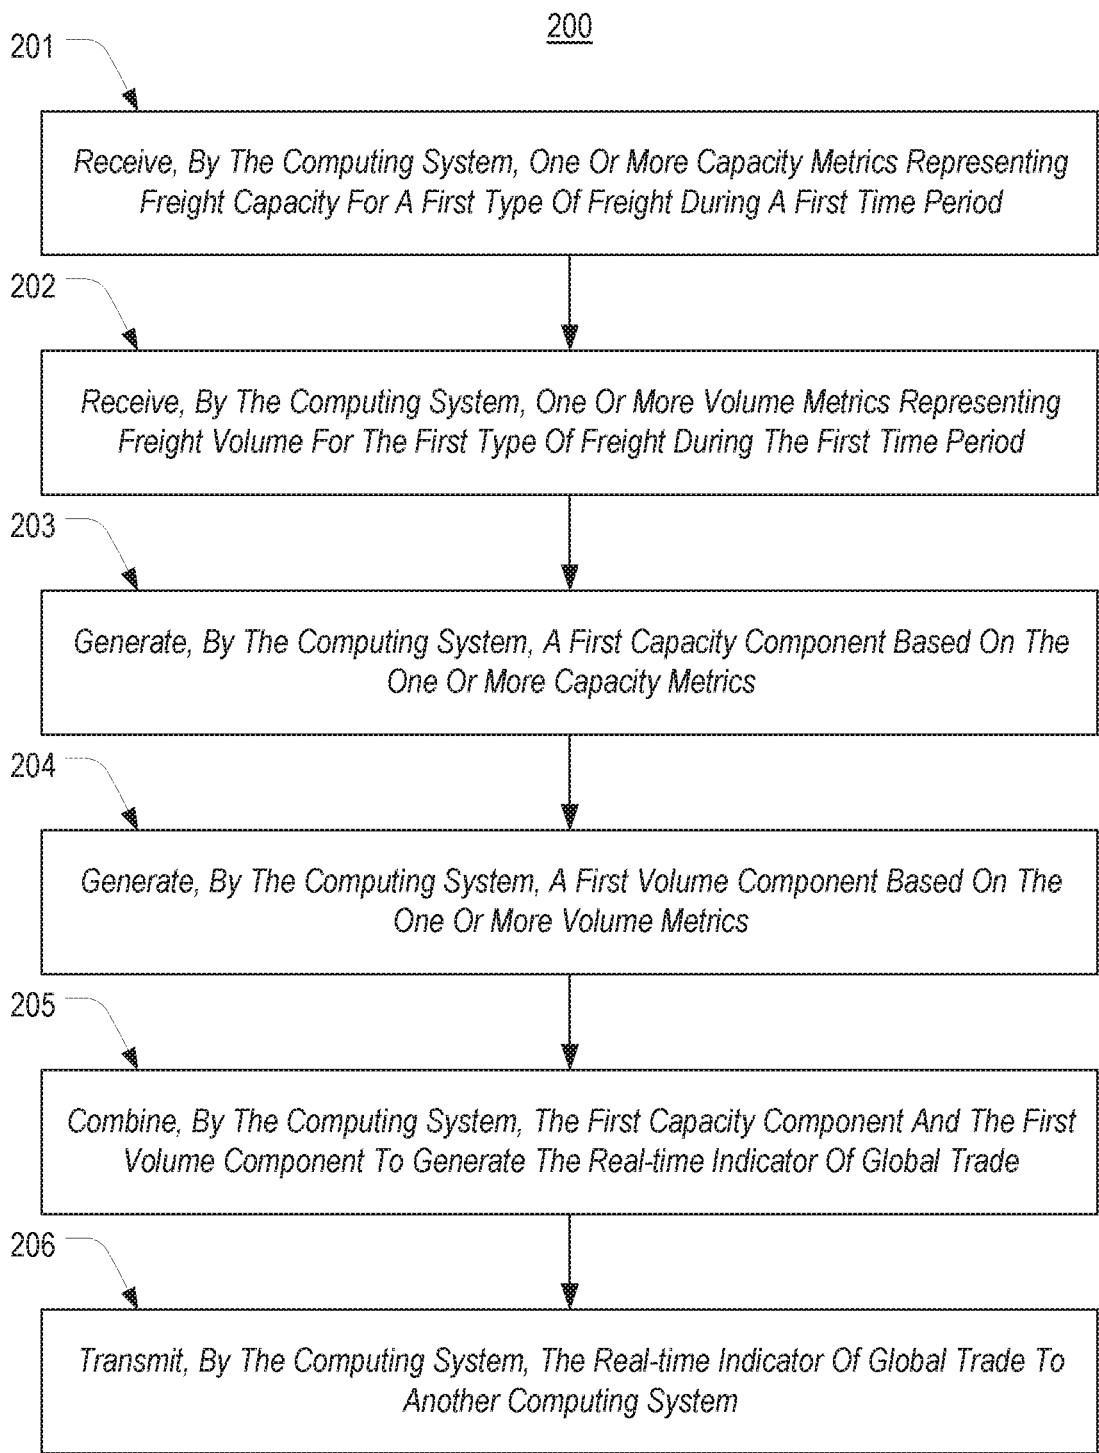 200
201
Receive, By The Computing System, One Or More Capacity Metrics Representing
Freight Capacity For A First Type Of Freight During A First Time Period
202
Receive, By The Computing System, One Or More Volume Metrics Representing
Freight Volume For The First Type Of Freight During The First Time Period
203
Generate, By The Computing System, A First Capacity Component Based On The
One Or More Capacity Metrics
204
Generate, By The Computing System, A First Volume Component Based On The
One Or More Volume Metrics
205
Combine, By The Computing System, The First Capacity Component And The First
Volume Component To Generate The Real-time Indicator Of Global Trade
206
Transmit, By The Computing System, The Real-time Indicator Of Global Trade To
Another Computing System